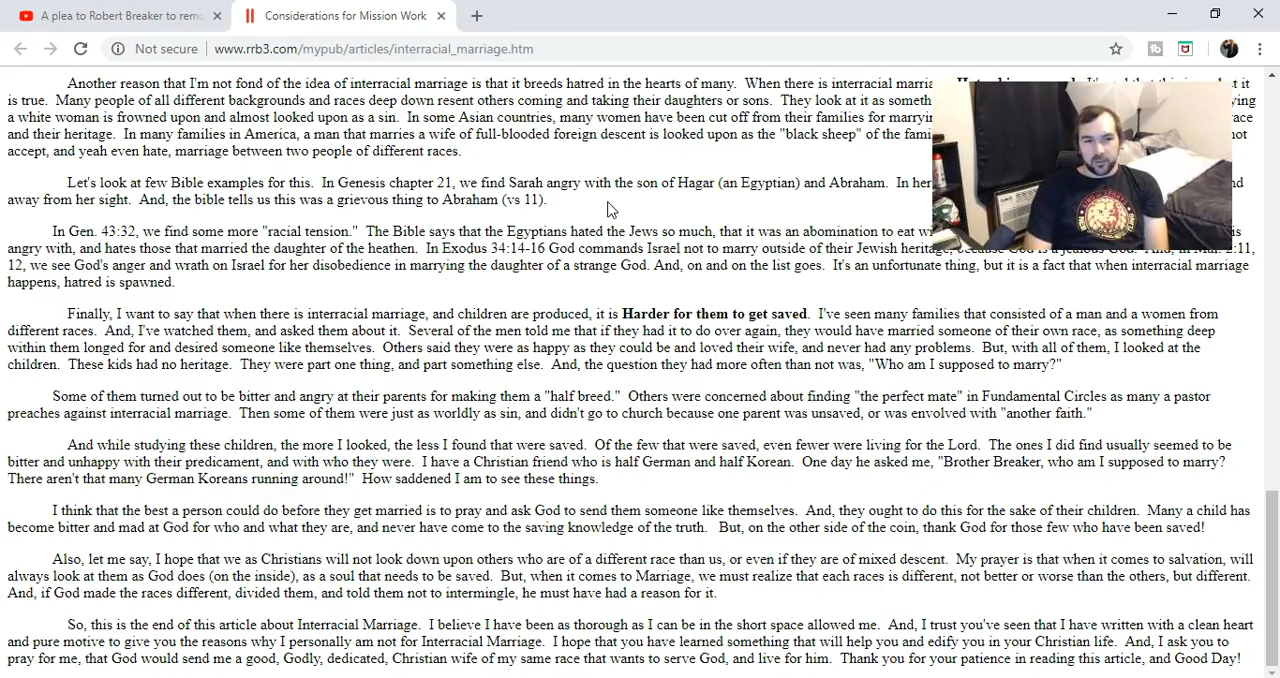 A plea to Robert Breaker to remo
Considerations for Mission Work
Not secure | www.rrb3.com/mypub/articles/interracial_marriage.htm
Another reason that I'm not fond of the idea of interracial marriage is that it breeds hatred in the hearts of many. When there is interracial marria it
is true. Many people of all different backgrounds and races deep down resent others coming and taking their daughters or sons. They look at it as someth ying
a white woman is frowned upon and almost looked upon as a sin. In some Asian countries, many women have been cut off from their families for marryin race
and their heritage. In many families in America, a man that marries a wife of full-blooded foreign descent is looked upon as the "black sheep" of the fami not
accept, and yeah even hate, marriage between two people of different races.
Let's look at few Bible examples for this. In Genesis chapter 21, we find Sarah angry with the son of Hagar (an Egyptian) and Abraham. In her nd
away from her sight. And, the bible tells us this was a grievous thing to Abraham (vs 11).
In Gen. 43:32, we find some more "racial tension." The Bible says that the Egyptians hated the Jews so much, that it was an abomination to eat w is
angry with, and hates those that married the daughter of the heathen. In Exodus 34:14-16 God commands Israel not to marry outside of their Jewish heritage, because God is a jealous God. And, in Mal. 2:11,
12, we see God's anger and wrath on Israel for her disobedience in marrying the daughter of a strange God. And, on and on the list goes. It's an unfortunate thing, but it is a fact that when interracial marriage
happens, hatred is spawned.
Finally, I want to say that when there is interracial marriage, and children are produced, it is Harder for them to get saved. I've seen many families that consisted of a man and a women from
different races. And, I've watched them, and asked them about it. Several of the men told me that if they had it to do over again, they would have married someone of their own race, as something deep
within them longed for and desired someone like themselves. Others said they were as happy as they could be and loved their wife, and never had any problems. But, with all of them, I looked at the
children. These kids had no heritage. They were part one thing, and part something else. And, the question they had more often than not was, "Who am I supposed to marry?"
Some of them turned out to be bitter and angry at their parents for making them a "half breed." Others were concerned about finding "the perfect mate" in Fundamental Circles as many a pastor
preaches against interracial marriage. Then some of them were just as worldly as sin, and didn't go to church because one parent was unsaved, or was envolved with "another faith."
And while studying these children, the more I looked, the less I found that were saved. Of the few that were saved, even fewer were living for the Lord. The ones I did find usually seemed to be
bitter and unhappy with their predicament, and with who they were. I have a Christian friend who is half German and half Korean. One day he asked me, "Brother Breaker, who am I supposed to marry?
There aren't that many German Koreans running around!" How saddened I am to see these things.
I think that the best a person could do before they get married is to pray and ask God to send them someone like themselves. And, they ought to do this for the sake of their children. Many a child has
become bitter and mad at God for who and what they are, and never have come to the saving knowledge of the truth. But, on the other side of the coin, thank God for those few who have been saved!
Also, let me say, I hope that we as Christians will not look down upon others who are of a different race than us, or even if they are of mixed descent. My prayer is that when it comes to salvation, will
always look at them as God does (on the inside), as a soul that needs to be saved. But, when it comes to Marriage, we must realize that each races is different, not better or worse than the others, but different.
And, if God made the races different, divided them, and told them not to intermingle, he must have had a reason for it.
So, this is the end of this article about Interracial Marriage. I believe I have been as thorough as I can be in the short space allowed me. And, I trust you've seen that I have written with a clean heart
and pure motive to give you the reasons why I personally am not for Interracial Marriage. I hope that you have learned something that will help you and edify you in your Christian life. And, I ask you to
pray for me, that God would send me a good, Godly, dedicated, Christian wife of my same race that wants to serve God, and live for him. Thank you for your patience in reading this article, and Good Day!